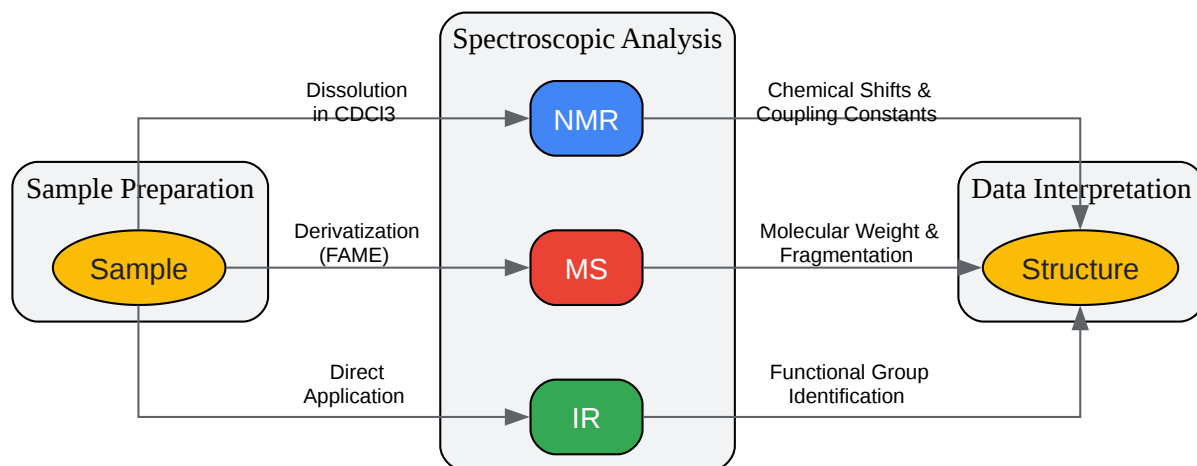 Spectroscopic Analysis
Dissolution
in CDCl3
NMR
Chemical Shifts &
Coupling Constants
Sample Preparation
Sample
Derivatization
(FAME)
MS
Molecular Weight &
Fragmentation
Data Interpretation
Structure
Direct
Application
IR
Functional Group
Identification